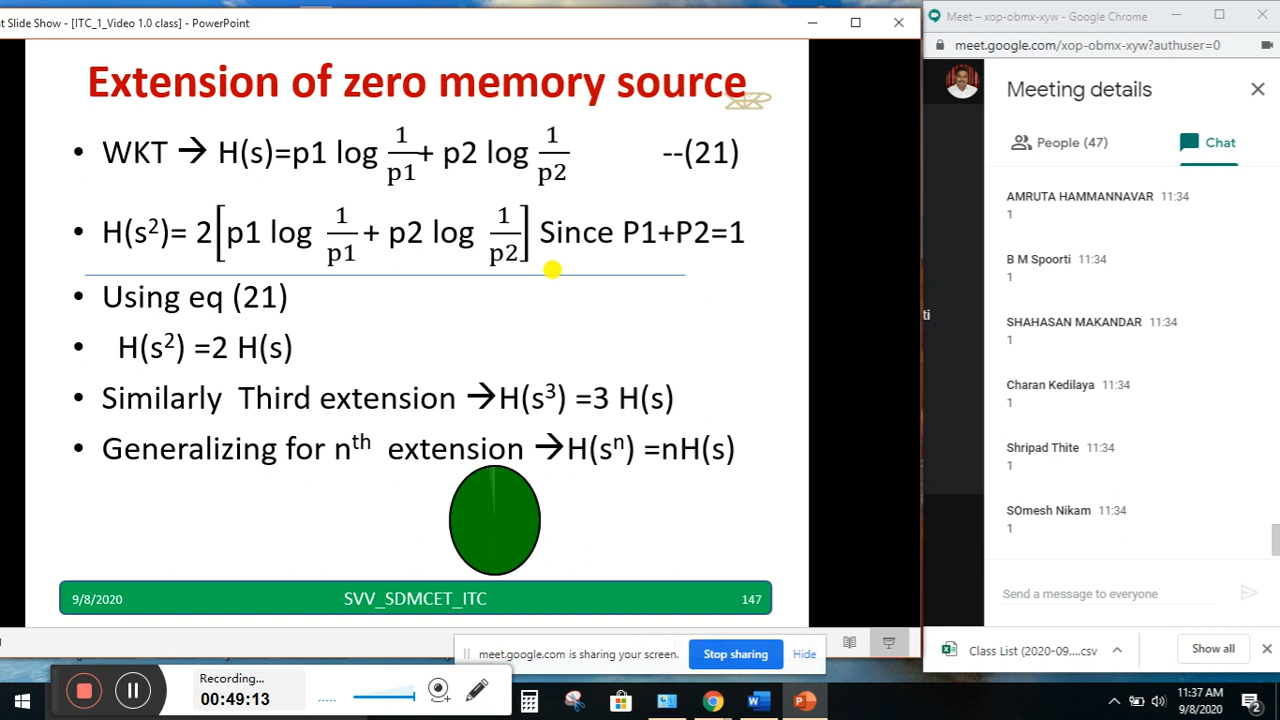 t Slide Show - [ITC_1_Video 1.0 class] - PowerPoint
Extension of zero memory source
• WKT → H(s)=p1 log 1/p1 + p2 log 1/p2 --(21)
• H(s²)= 2[p1 log 1/p1 + p2 log 1/p2] Since P1+P2=1
• Using eq (21)
• H(s²) =2 H(s)
• Similarly Third extension →H(s³) =3 H(s)
• Generalizing for nᵗʰ extension →H(sⁿ) =nH(s)
9/8/2020 SVV_SDMCET_ITC 147
meet.google.com is sharing your screen. Stop sharing Hide
Recording...
00:49:13
Meet – xop-obmx-xyw - Google Chrome
meet.google.com/xop-obmx-xyw?authuser=0
Meeting details
People (47) Chat
AMRUTA HAMMANNAVAR 11:34
1
B M Spoorti 11:34
1
SHAHASAN MAKANDAR 11:34
1
Charan Kedilaya 11:34
1
Shripad Thite 11:34
1
SOmesh Nikam 11:34
1
ti
Send a message to everyone
Class List (2020-09....csv Show all
11:37 AM
9/8/2020
2